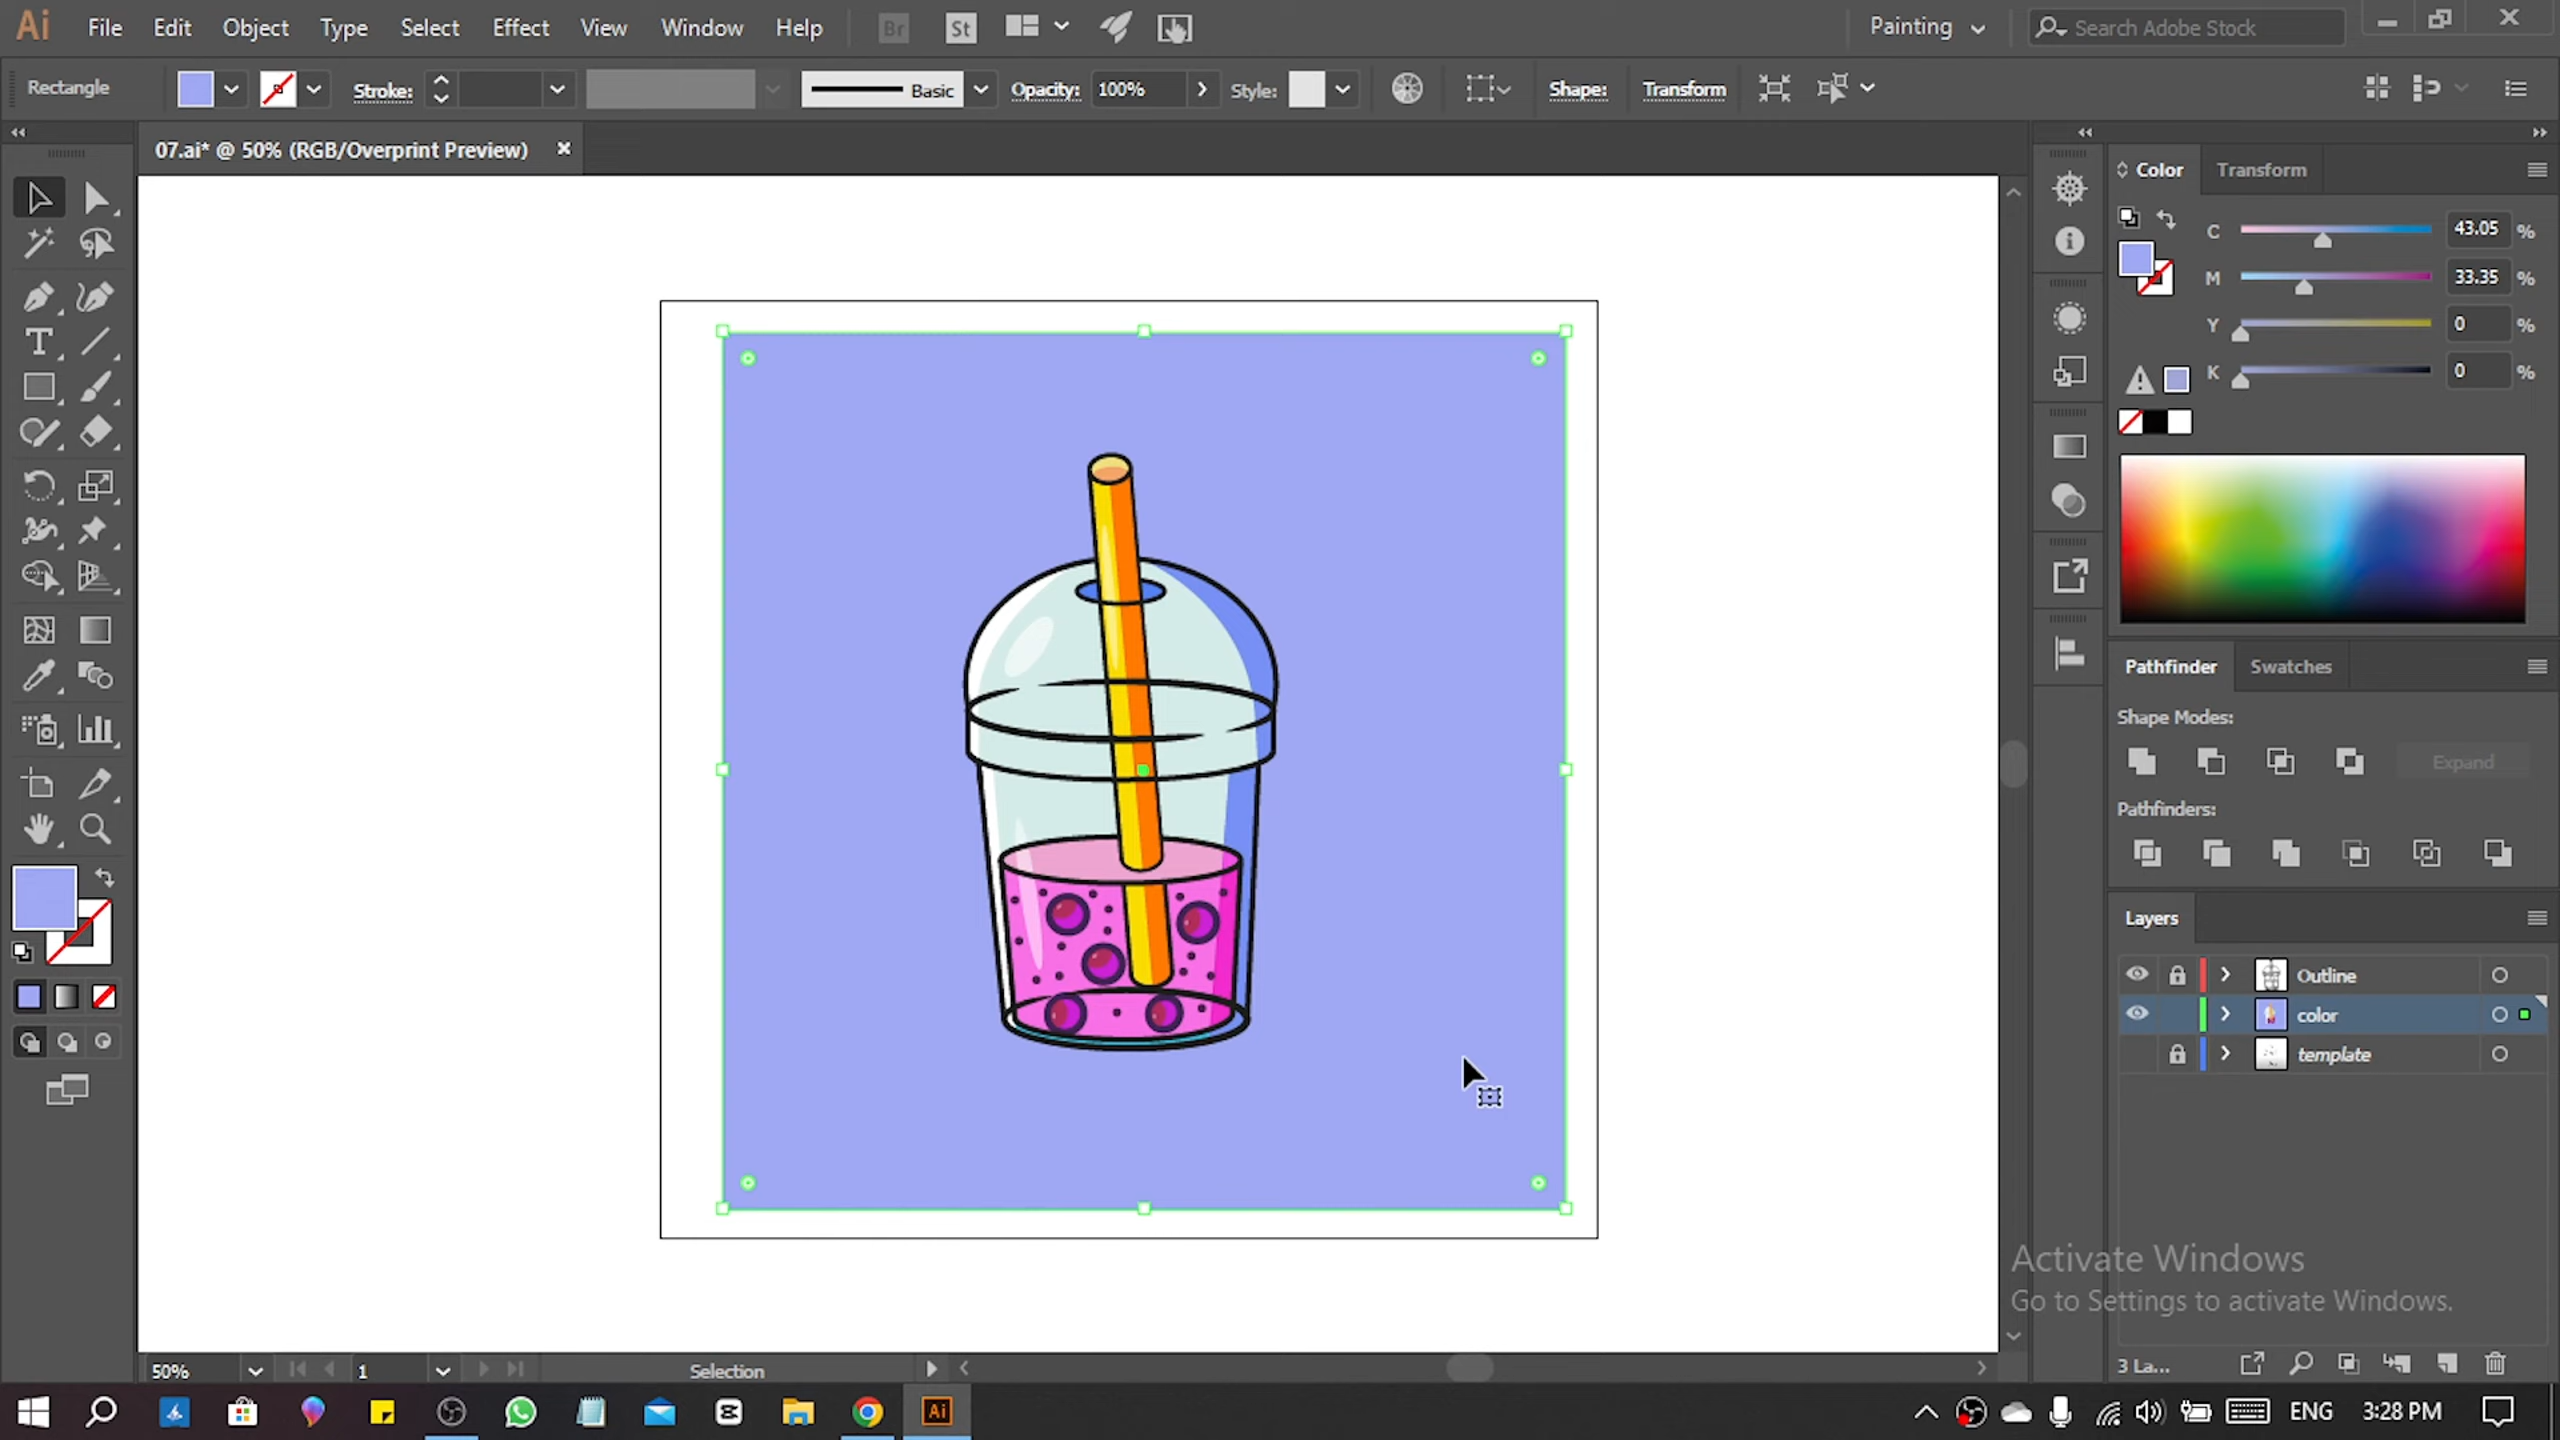 Ai File Edit Object Type Select Effect View Window Help Br St Painting Search Adobe Stock
Rectangle Stroke: Basic Opacity: 100% Style: Shape: Transform
07.ai* @ 50% (RGB/Overprint Preview)
Color Transform
C 43.05 %
M 33.35 %
Y 0 %
K 0 %
Pathfinder Swatches
Shape Modes:
Expand
Pathfinders:
Layers
Outline
color
template
Activate Windows
Go to Settings to activate Windows.
50% 1 Selection 3 La...
Ai ENG 3:28 PM